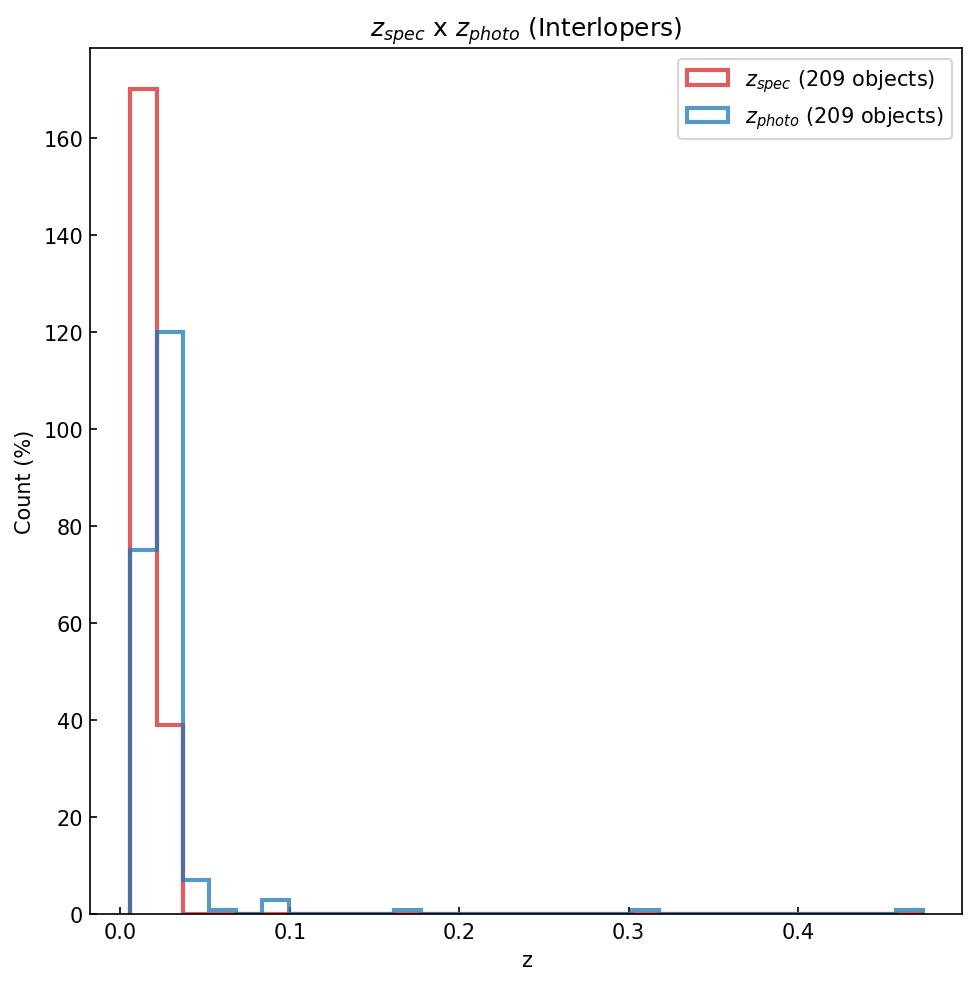 z_spec x z_photo (Interlopers)
z_spec (209 objects)
z_photo (209 objects)
Count (%)
160
140
120
100
80
60
40
20
0
0.0 0.1 0.2 0.3 0.4
z